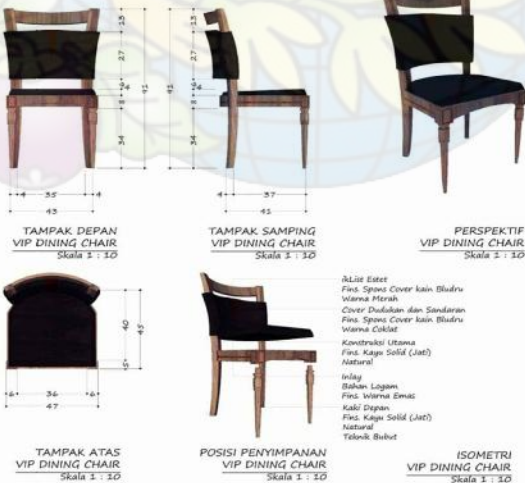 13
27
6
4
8
34
92
4 35 4
43
TAMPAK DEPAN
VIP DINING CHAIR
Skala 1 : 10
92
13
27
6
4
8
34
4 37
41
TAMPAK SAMPING
VIP DINING CHAIR
Skala 1 : 10
PERSPEKTIF
VIP DINING CHAIR
Skala 1 : 10
40
45
5
6 36 6
47
TAMPAK ATAS
VIP DINING CHAIR
Skala 1 : 10
POSISI PENYIMPANAN
VIP DINING CHAIR
Skala 1 : 10
Fins. Spons Cover kain Bludru
Warna Merah
Cover Dudukan dan Sandaran
Fins. Spons Cover kain Bludru
Warna Coklat
Konstruksi Utama
Fins. Kayu Solid (Jati)
Natural
Inlay
Bahan Logam
Fins. Warna Emas
Kaki Depan
Fins. Kayu Solid (Jati)
Natural
Teknik Bubut
ISOMETRI
VIP DINING CHAIR
Skala 1 : 10